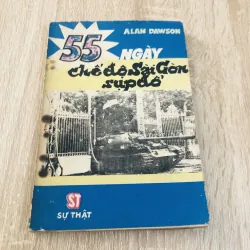 ALAN DAWSON
55 NGÀY
chế độ Sài Gòn
sụp đổ
ST
SỰ THẬT